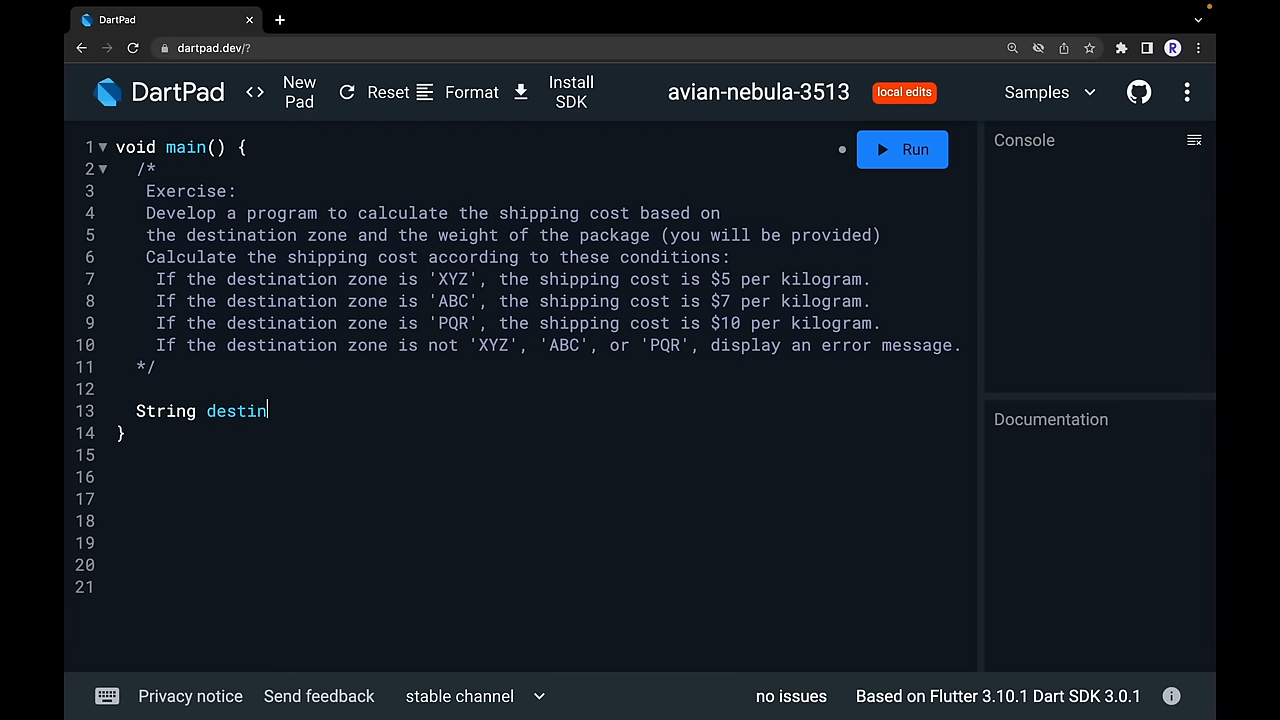 DartPad
dartpad.dev/?
R
DartPad
<>
New Pad
Reset
Format
Install SDK
avian-nebula-3513
local edits
Samples
1 void main() {
2 /*
3 Exercise:
4 Develop a program to calculate the shipping cost based on
5 the destination zone and the weight of the package (you will be provided)
6 Calculate the shipping cost according to these conditions:
7 If the destination zone is 'XYZ', the shipping cost is $5 per kilogram.
8 If the destination zone is 'ABC', the shipping cost is $7 per kilogram.
9 If the destination zone is 'PQR', the shipping cost is $10 per kilogram.
10 If the destination zone is not 'XYZ', 'ABC', or 'PQR', display an error message.
11 */
12
13 String destin
14 }
15
16
17
18
19
20
21
Run
Console
Documentation
Privacy notice
Send feedback
stable channel
no issues
Based on Flutter 3.10.1 Dart SDK 3.0.1